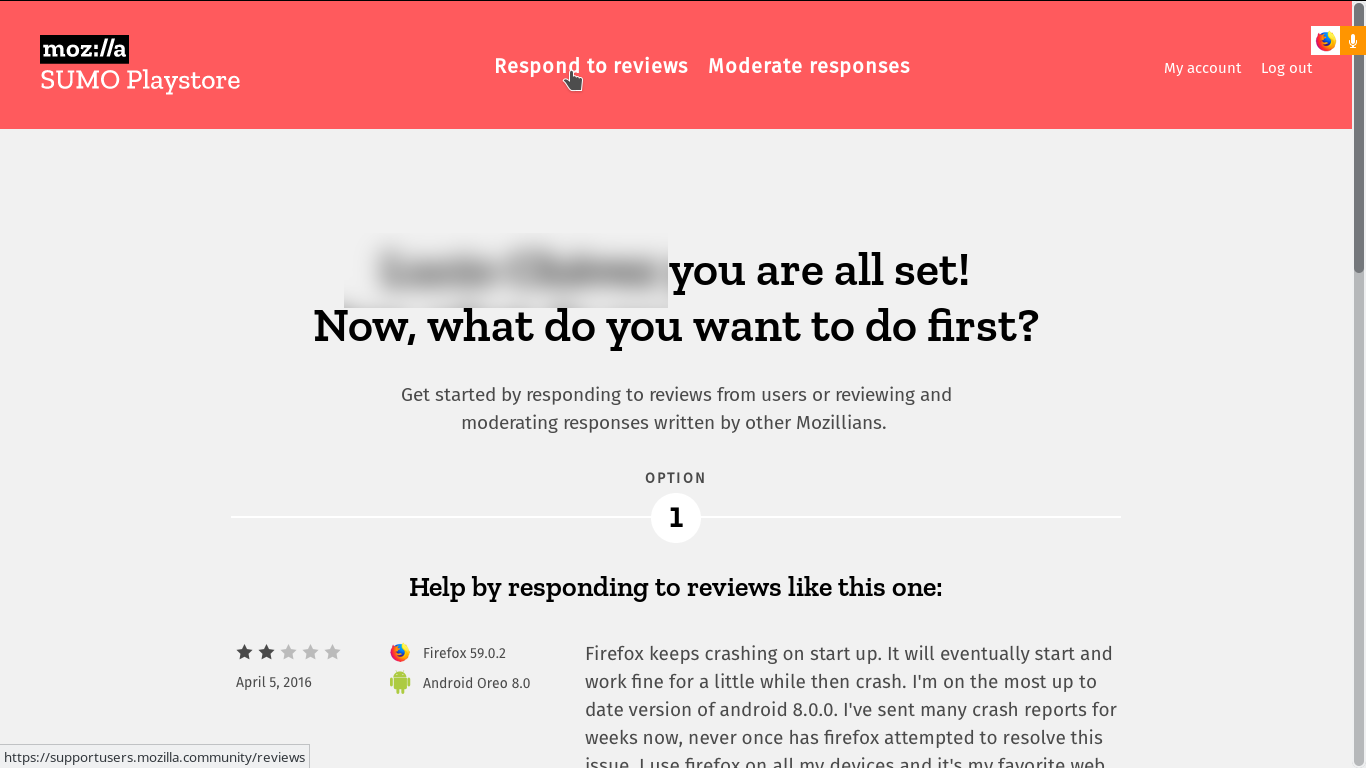 moz://a
SUMO Playstore
Respond to reviews
Moderate responses
My account
Log out
you are all set!
Now, what do you want to do first?
Get started by responding to reviews from users or reviewing and
moderating responses written by other Mozillians.
OPTION
1
Help by responding to reviews like this one:
Firefox 59.0.2
April 5, 2016
Android Oreo 8.0
Firefox keeps crashing on start up. It will eventually start and
work fine for a little while then crash. I'm on the most up to
date version of android 8.0.0. I've sent many crash reports for
weeks now, never once has firefox attempted to resolve this
issue. I use firefox on all my devices and it's my favorite web
https://supportusers.mozilla.community/reviews